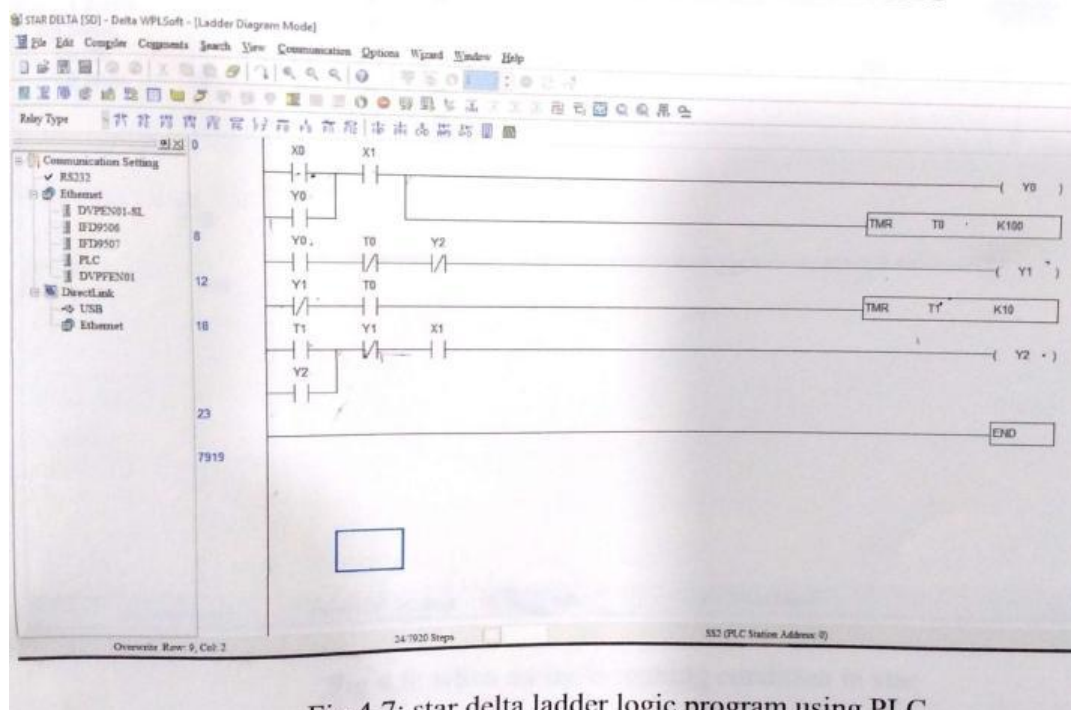 STAR DELTA [SD] - Delta WPLSoft - [Ladder Diagram Mode]
File Edit Compiler Comments Search View Communication Options Wizard Window Help
Relay Type
0
Communication Setting
RS232
Ethernet
DVPEN01-SL
IFD9506
IFD9507
PLC
DVPFEN01
DirectLink
USB
Ethernet
X0 X1
( Y0 )
Y0
TMR T0 K100
8
Y0 T0 Y2
( Y1 )
12
Y1 T0
TMR T1 K10
18
T1 Y1 X1
( Y2 )
Y2
23
END
7919
Overwrite Row: 9, Col: 2
24/7920 Steps
SS2 (PLC Station Address: 0)
Fig 4.7: star delta ladder logic program using PLC